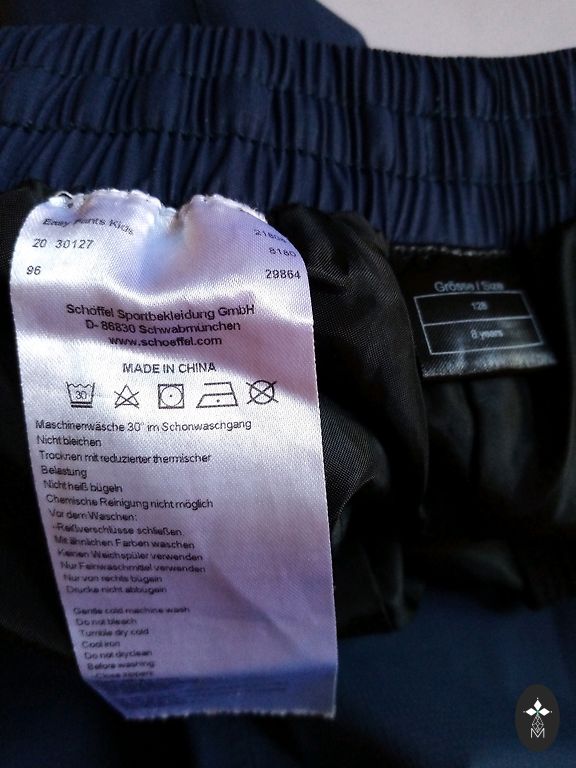 Easy Pants Kids
20 30127
8180
96
29864
Schöffel Sportbekleidung GmbH
D- 86830 Schwabmünchen
www.schoeffel.com
MADE IN CHINA
30
Maschinenwäsche 30° im Schonwaschgang
Nicht bleichen
Trocknen mit reduzierter thermischer
Belastung
Nicht heiß bügeln
Chemische Reinigung nicht möglich
Vor dem Waschen:
-Reißverschlüsse schließen
Mit ähnlichen Farben waschen
Keinen Weichspüler verwenden
Nur Feinwaschmittel verwenden
Nur von rechts bügeln
Drucke nicht abbügeln
Gentle cold machine wash
Do not bleach
Tumble dry cold
Cool iron
Do not dryclean
Before washing:
-Close zippers
Grösse / Size
128
8 years
M